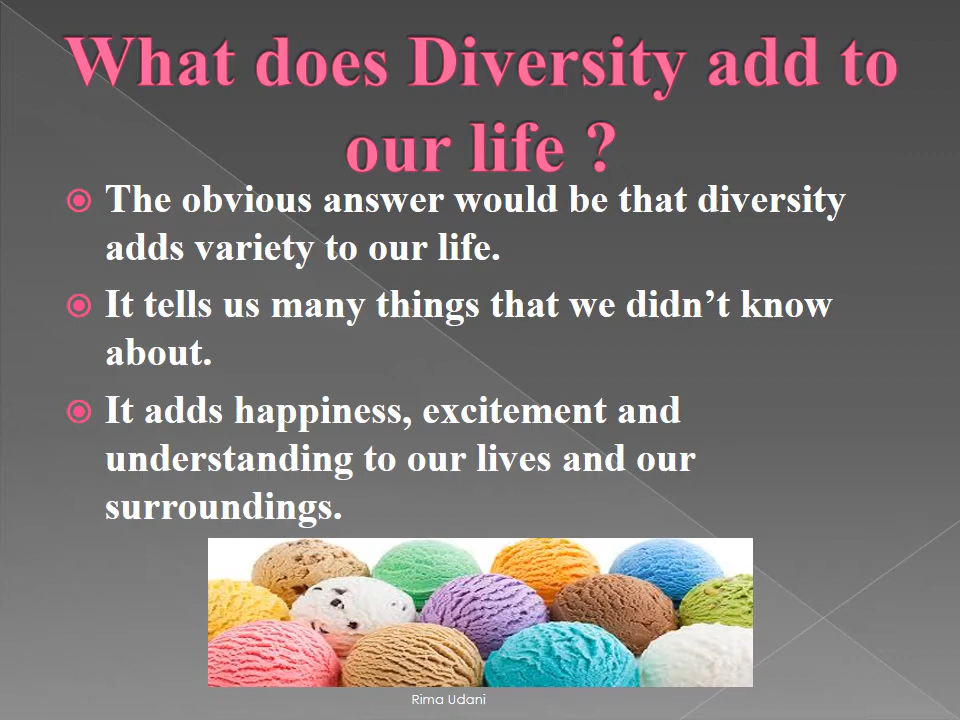 What does Diversity add to
our life ?
The obvious answer would be that diversity
adds variety to our life.
It tells us many things that we didn’t know
about.
It adds happiness, excitement and
understanding to our lives and our
surroundings.
Rima Udani